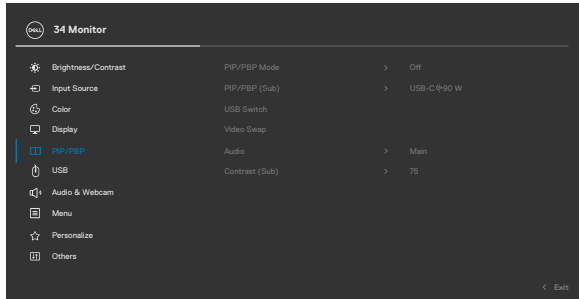 DELL 34 Monitor
Brightness/Contrast PIP/PBP Mode > Off
Input Source PIP/PBP (Sub) > USB-C 90 W
Color USB Switch
Display Video Swap
PIP/PBP Audio > Main
USB Contrast (Sub) > 75
Audio & Webcam
Menu
Personalize
Others
< Exit